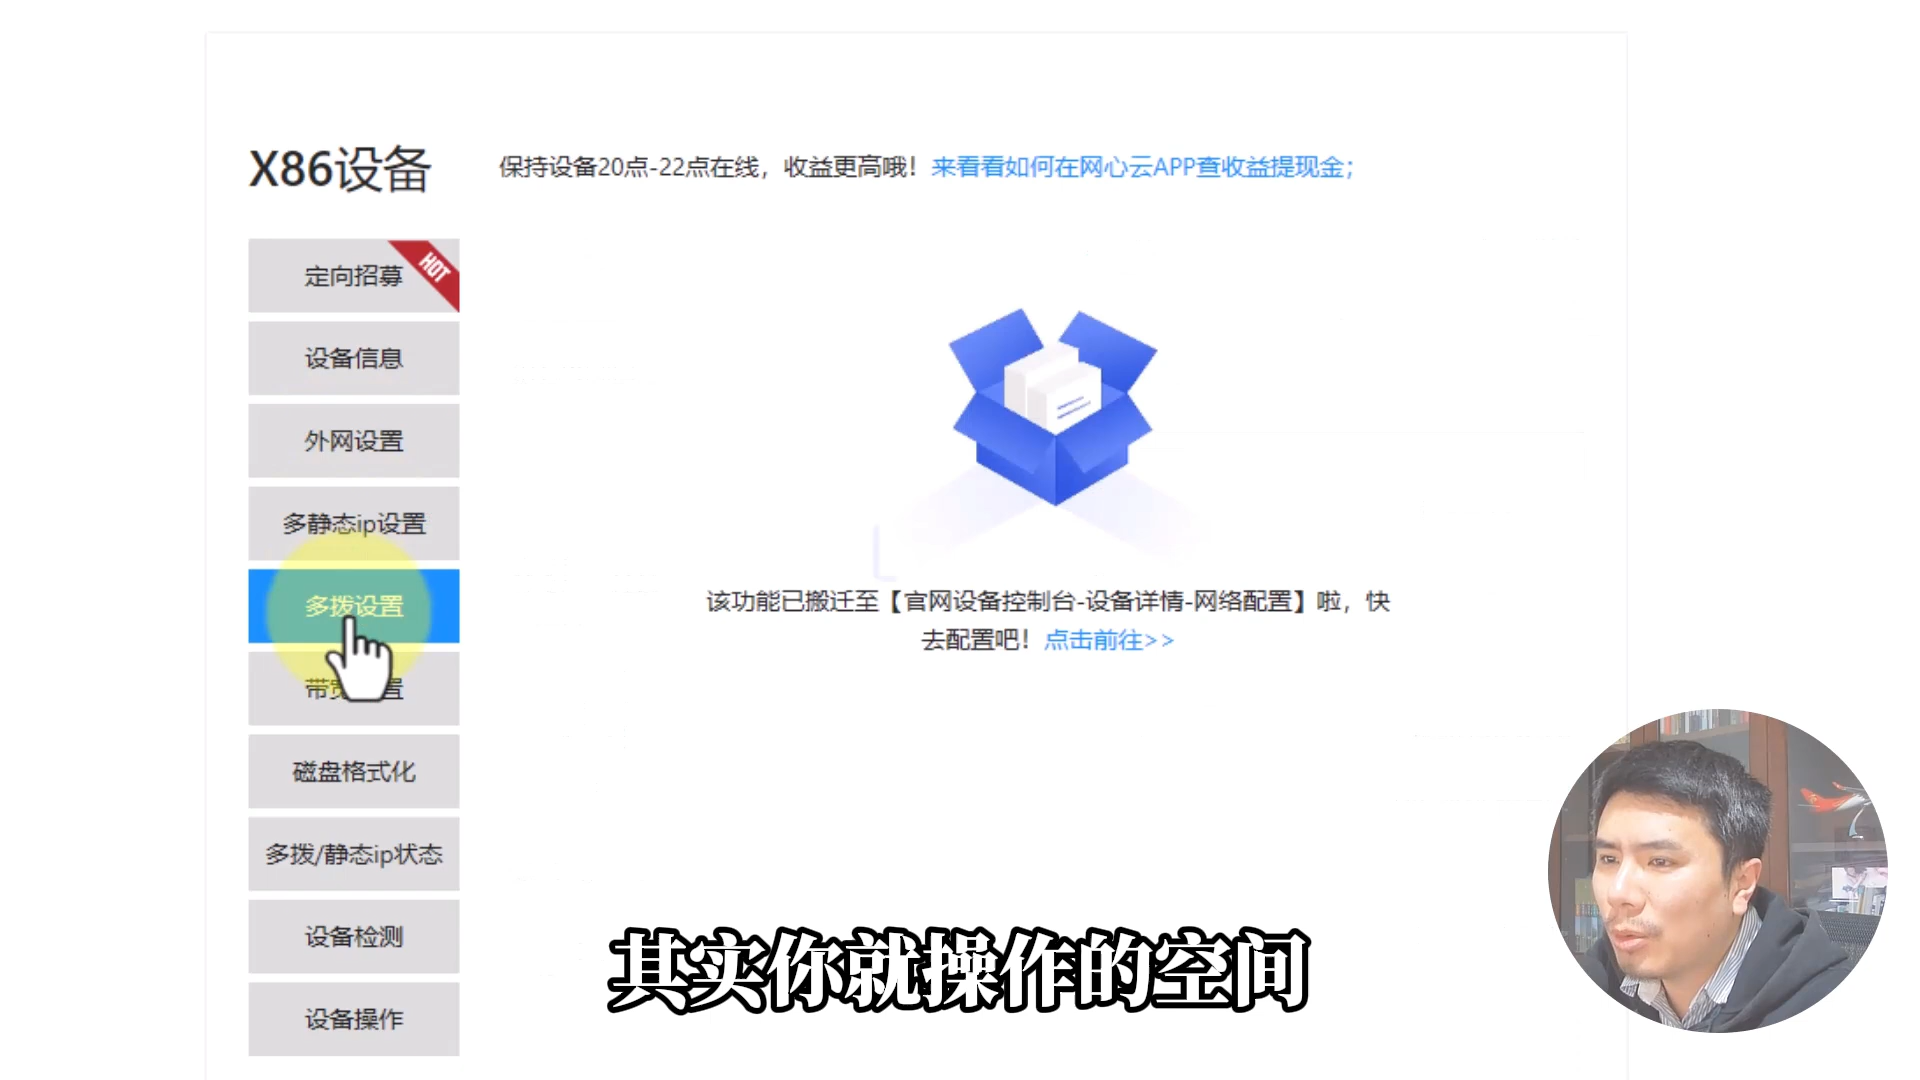 X86设备
保持设备20点-22点在线，收益更高哦！来看看如何在网心云APP查收益提现金；
定向招募
HOT
设备信息
外网设置
多静态ip设置
多拨设置
带宽设置
磁盘格式化
多拨/静态ip状态
设备检测
设备操作
该功能已搬迁至【官网设备控制台-设备详情-网络配置】啦，快
去配置吧！点击前往>>
其实你就操作的空间